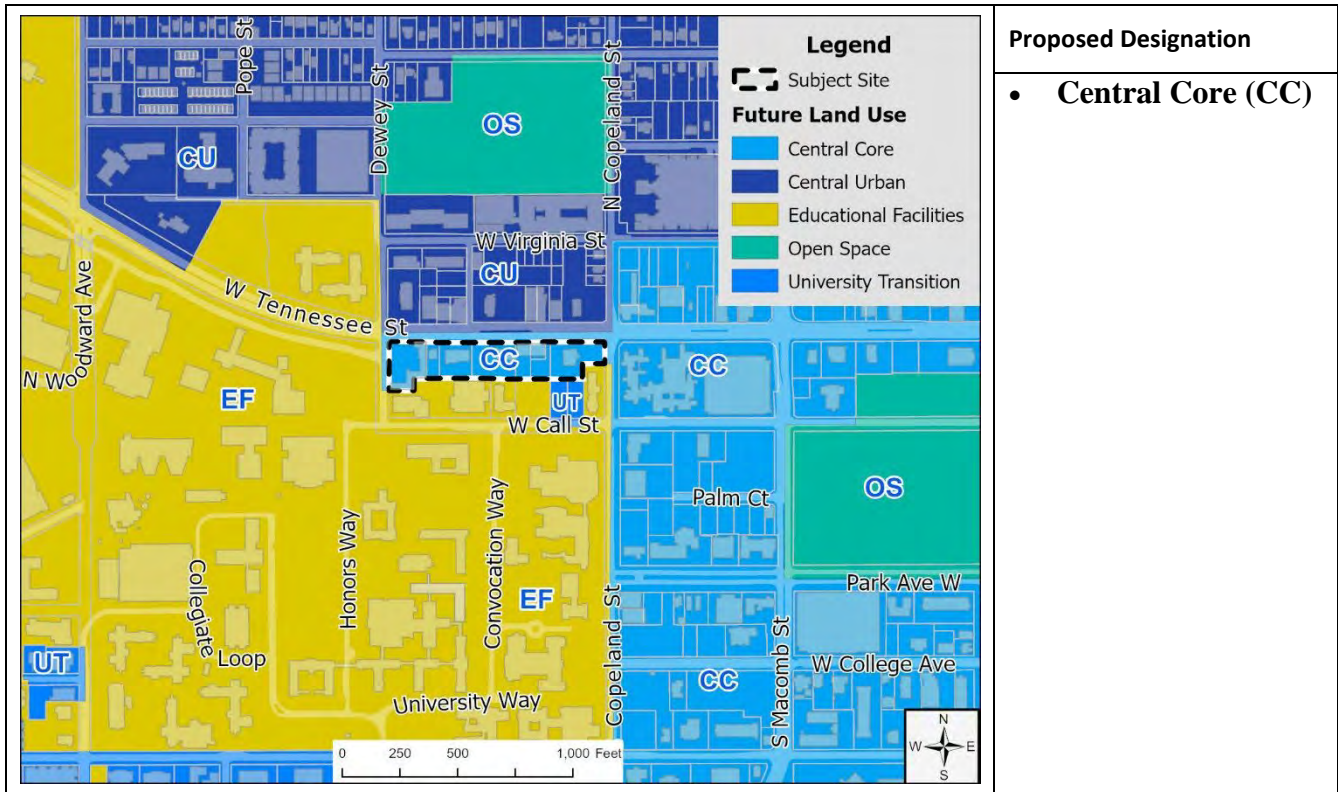 Pope St
Dewey St
N Copeland St
OS
CU
W Virginia St
CU
W Tennessee St
N Woodward Ave
CC
CC
EF
UT
W Call St
Palm Ct
OS
Honors Way
Convocation Way
Collegiate
Loop
EF
Park Ave W
UT
Copeland St
S Macomb St
W College Ave
CC
University Way
Legend
Subject Site
Future Land Use
Central Core
Central Urban
Educational Facilities
Open Space
University Transition
0 250 500 1,000 Feet
N
W E
S
Proposed Designation
• Central Core (CC)